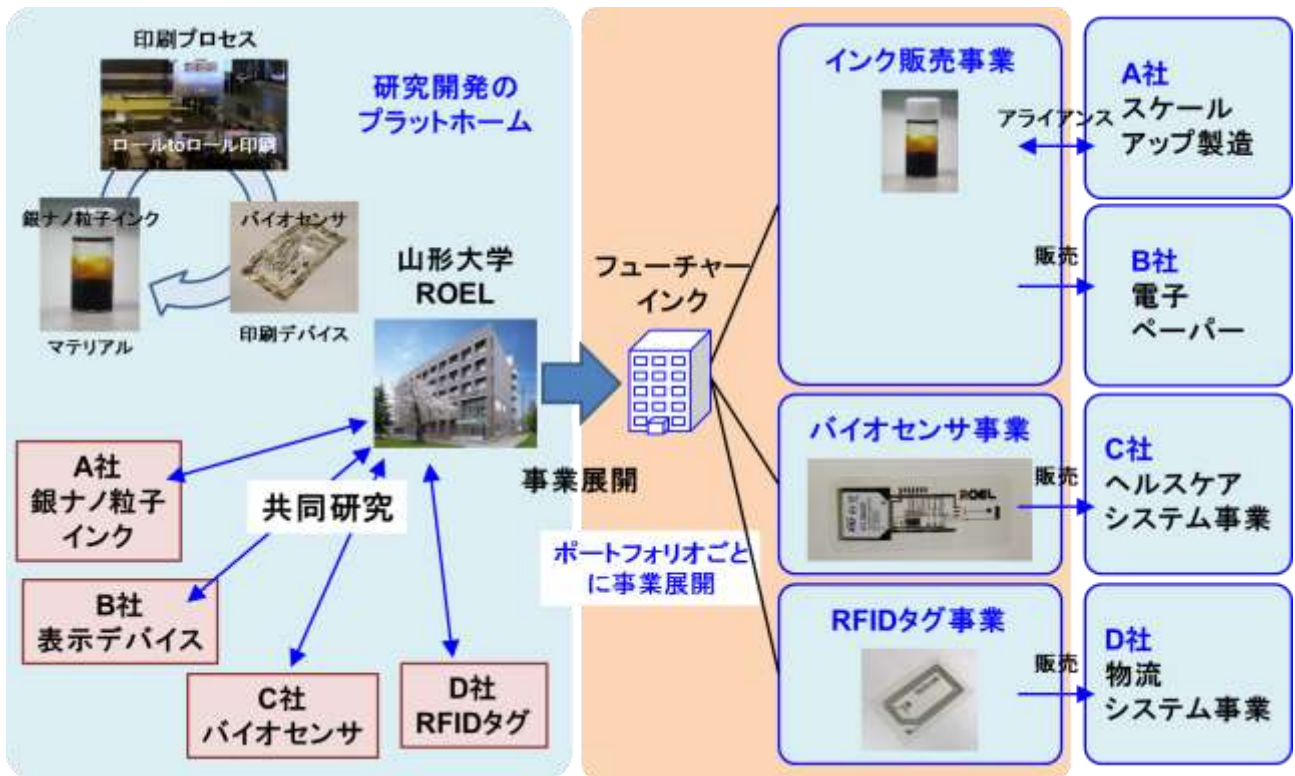 印刷プロセス
ロールtoロール印刷
研究開発の
プラットホーム
銀ナノ粒子インク
バイオセンサ
マテリアル
印刷デバイス
山形大学
ROEL
A社
銀ナノ粒子
インク
共同研究
B社
表示デバイス
C社
バイオセンサ
D社
RFIDタグ
フューチャー
インク
事業展開
ポートフォリオごと
に事業展開
インク販売事業
アライアンス
A社
スケール
アップ製造
販売
B社
電子
ペーパー
バイオセンサ事業
ROEL
販売
C社
ヘルスケア
システム事業
RFIDタグ事業
販売
D社
物流
システム事業